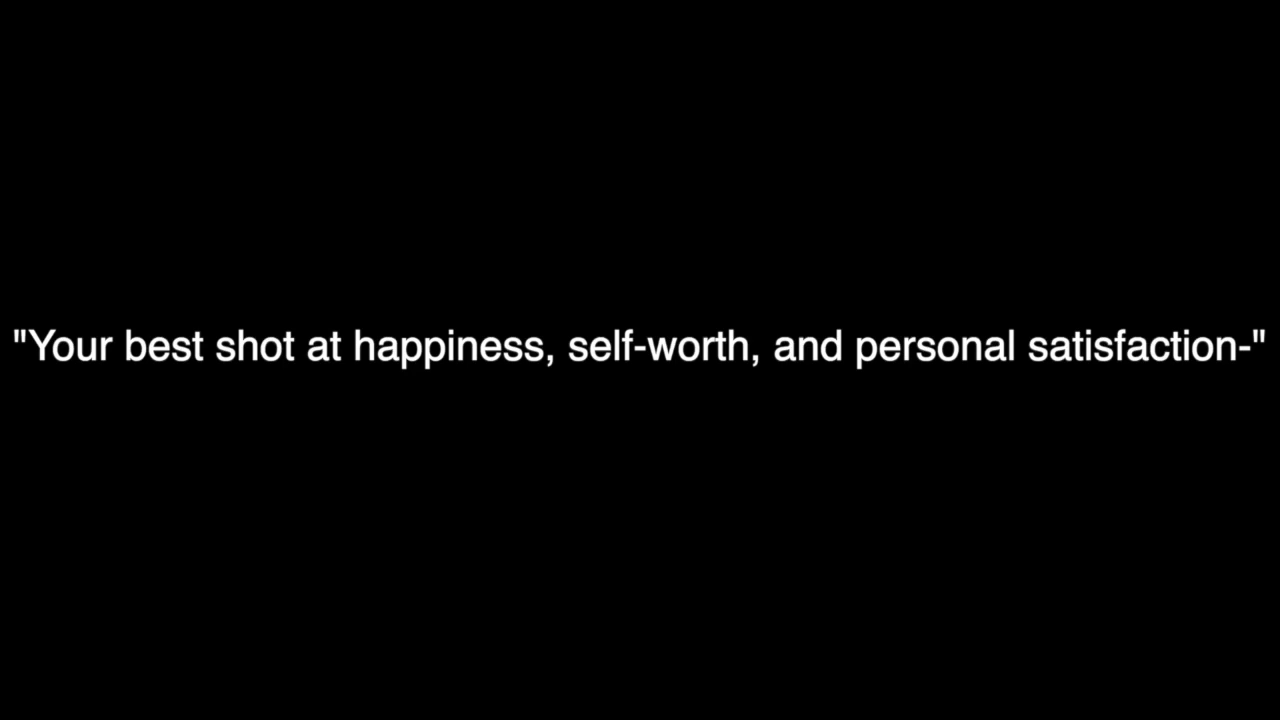 "Your best shot at happiness, self-worth, and personal satisfaction-"